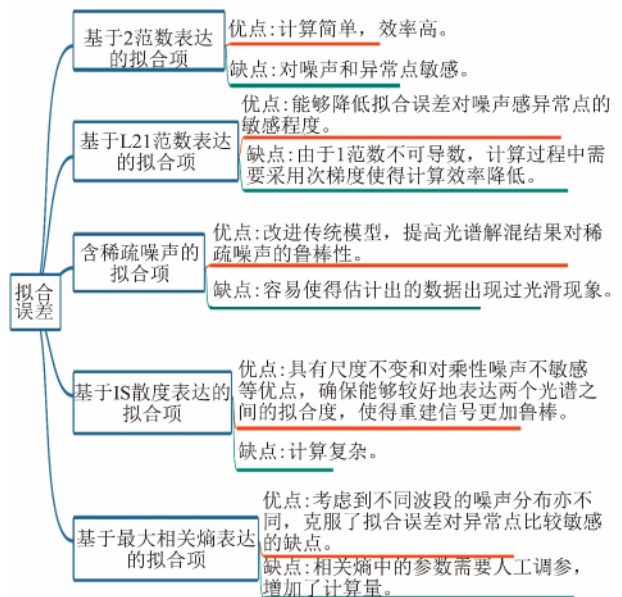 拟合
误差
基于2范数表达
的拟合项
优点:计算简单，效率高。
缺点:对噪声和异常点敏感。
基于L21范数表达
的拟合项
优点:能够降低拟合误差对噪声感异常点的
敏感程度。
缺点:由于1范数不可导数，计算过程中需
要采用次梯度使得计算效率降低。
含稀疏噪声的
拟合项
优点:改进传统模型，提高光谱解混结果对稀
疏噪声的鲁棒性。
缺点:容易使得估计出的数据出现过光滑现象。
基于IS散度表达的
拟合项
优点:具有尺度不变和对乘性噪声不敏感
等优点，确保能够较好地表达两个光谱之
间的拟合度，使得重建信号更加鲁棒。
缺点:计算复杂。
基于最大相关熵表达
的拟合项
优点:考虑到不同波段的噪声分布亦不
同，克服了拟合误差对异常点比较敏感
的缺点。
缺点:相关熵中的参数需要人工调参，
增加了计算量。